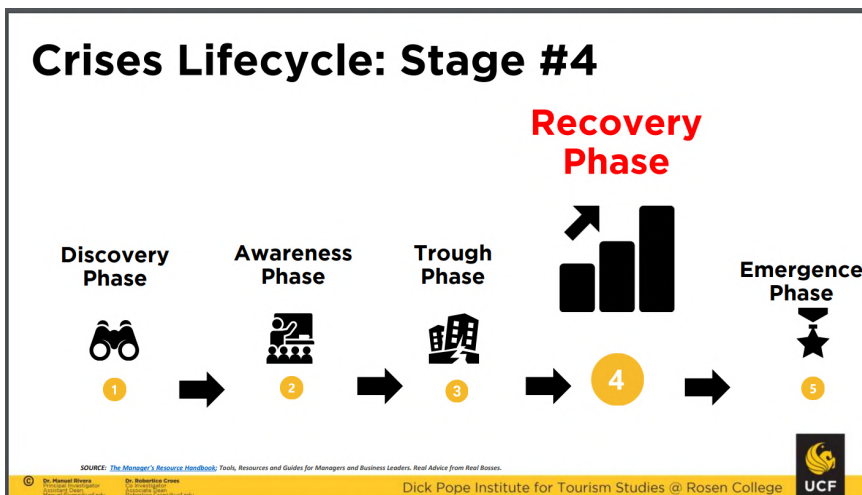 Crises Lifecycle: Stage #4
Recovery
Phase
Discovery
Phase
Awareness
Phase
Trough
Phase
Emergence
Phase
1
2
3
4
5
SOURCE: The Manager's Resource Handbook; Tools, Resources and Guides for Managers and Business Leaders. Real Advice from Real Bosses.
©
Dr. Manuel Rivera
Principal Investigator
Assistant Dean
Dr. Robertico Croes
Co Investigator
Associate Dean
Dick Pope Institute for Tourism Studies @ Rosen College
UCF